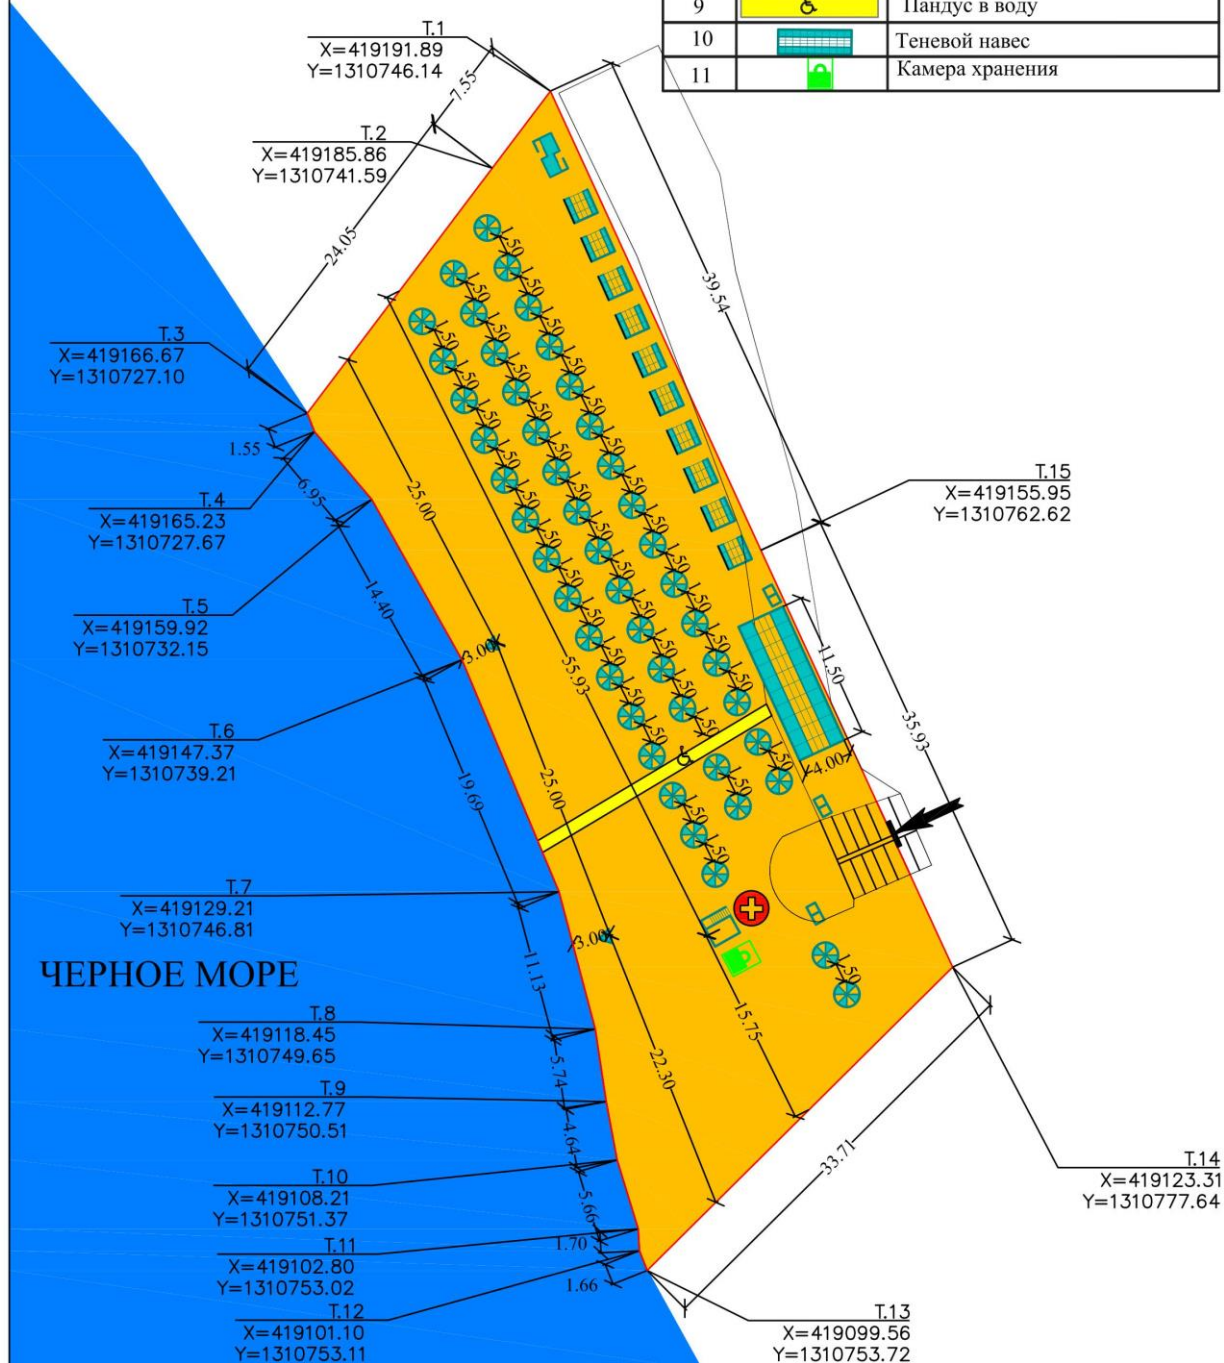 9
Пандус в воду
10
Теневой навес
11
Камера хранения
Т.1
X=419191.89
Y=1310746.14
7.55
Т.2
X=419185.86
Y=1310741.59
24.05
39.54
Т.3
X=419166.67
Y=1310727.10
1.55
6.95
25.00
Т.4
X=419165.23
Y=1310727.67
Т.15
X=419155.95
Y=1310762.62
14.40
Т.5
X=419159.92
Y=1310732.15
3.00
55.93
11.50
35.93
4.00
Т.6
X=419147.37
Y=1310739.21
19.69
25.00
Т.7
X=419129.21
Y=1310746.81
3.00
11.13
ЧЕРНОЕ МОРЕ
Т.8
X=419118.45
Y=1310749.65
5.74
15.75
22.30
Т.9
X=419112.77
Y=1310750.51
4.64
33.71
Т.14
X=419123.31
Y=1310777.64
Т.10
X=419108.21
Y=1310751.37
5.66
Т.11
X=419102.80
Y=1310753.02
1.70
1.66
Т.12
X=419101.10
Y=1310753.11
Т.13
X=419099.56
Y=1310753.72